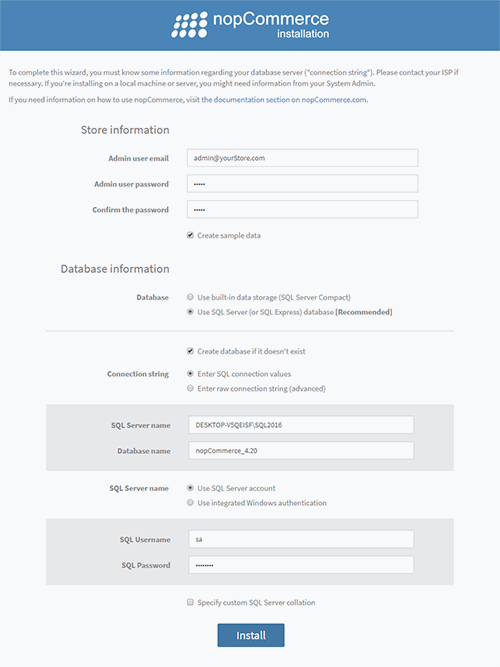 nopCommerce
installation
To complete this wizard, you must know some information regarding your database server ("connection string"). Please contact your ISP if
necessary. If you're installing on a local machine or server, you might need information from your System Admin.
If you need information on how to use nopCommerce, visit the documentation section on nopCommerce.com.
Store information
Admin user email admin@yourStore.com
Admin user password •••••
Confirm the password •••••
Create sample data
Database information
Database Use built-in data storage (SQL Server Compact)
Use SQL Server (or SQL Express) database [Recommended]
Create database if it doesn't exist
Connection string Enter SQL connection values
Enter raw connection string (advanced)
SQL Server name DESKTOP-V5QEISF\SQL2016
Database name nopCommerce_4.20
SQL Server name Use SQL Server account
Use integrated Windows authentication
SQL Username sa
SQL Password ••••••••
Specify custom SQL Server collation
Install